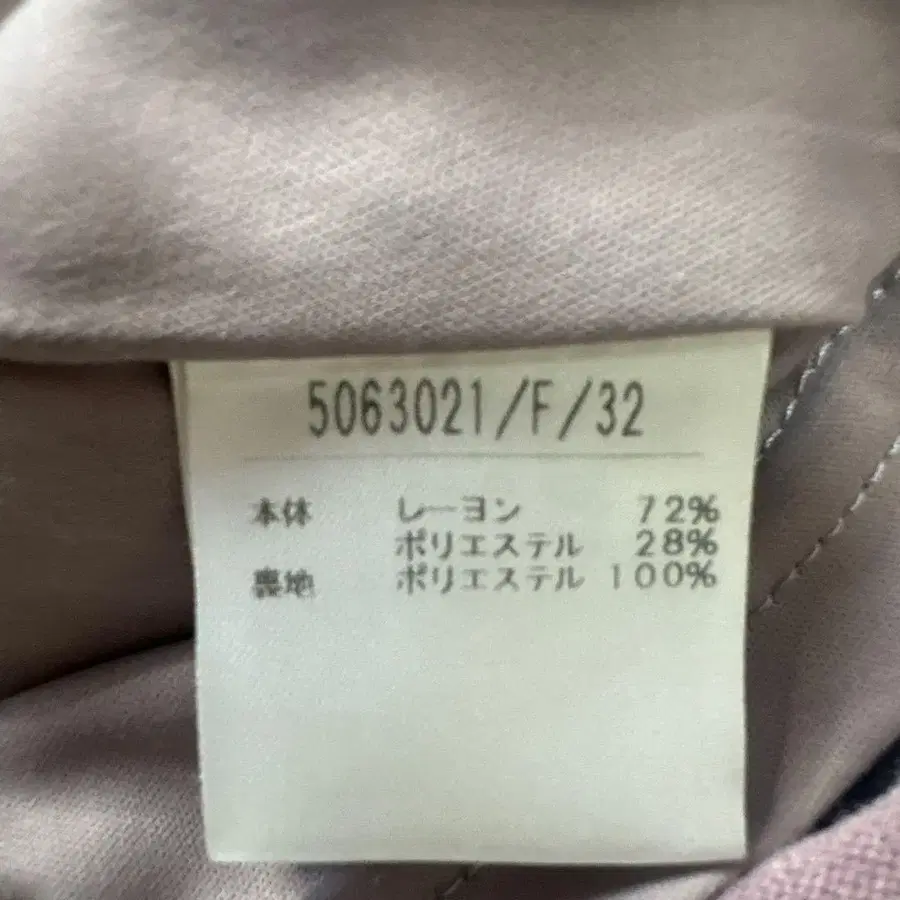 5063021/F/32
本体 レーヨン 72%
ポリエステル 28%
裏地 ポリエステル 100%